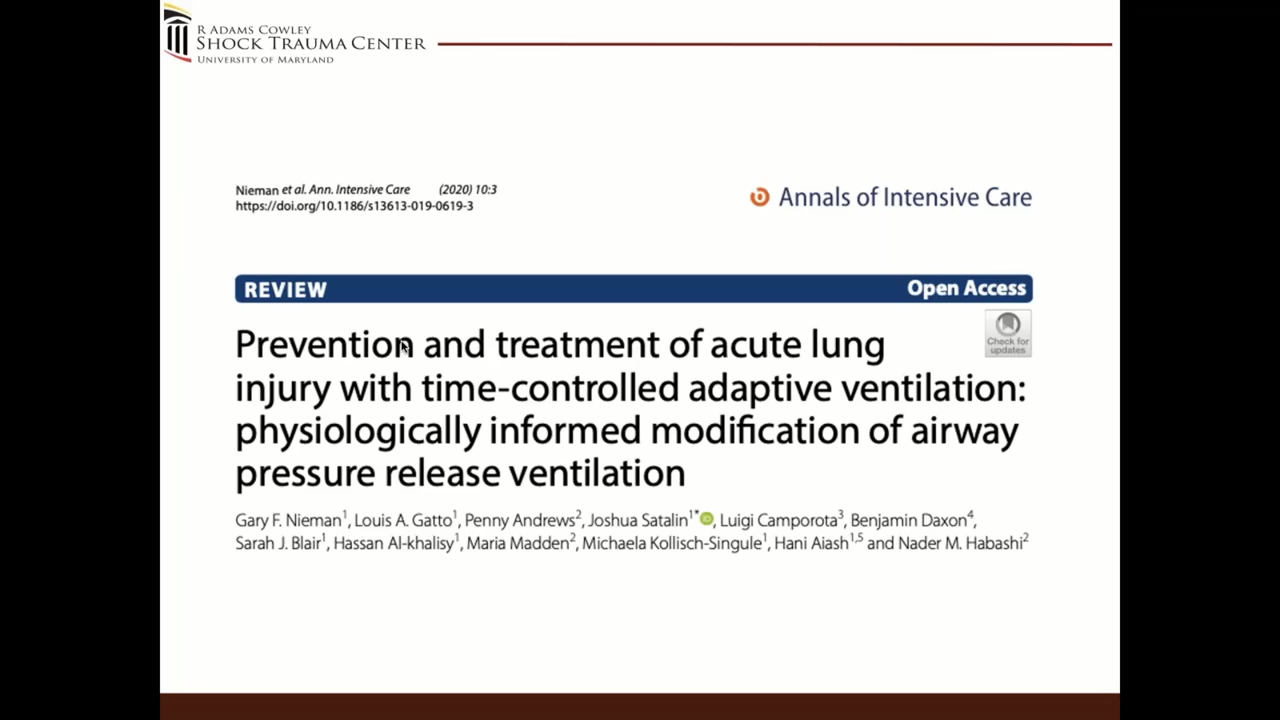 R ADAMS COWLEY
SHOCK TRAUMA CENTER
UNIVERSITY OF MARYLAND
Nieman et al. Ann. Intensive Care (2020) 10:3
https://doi.org/10.1186/s13613-019-0619-3
Annals of Intensive Care
REVIEW Open Access
Prevention and treatment of acute lung
injury with time-controlled adaptive ventilation:
physiologically informed modification of airway
pressure release ventilation
Check for
updates
Gary F. Nieman1, Louis A. Gatto1, Penny Andrews2, Joshua Satalin1*, Luigi Camporota3, Benjamin Daxon4,
Sarah J. Blair1, Hassan Al-khalisy1, Maria Madden2, Michaela Kollisch-Singule1, Hani Aiash1,5 and Nader M. Habashi2